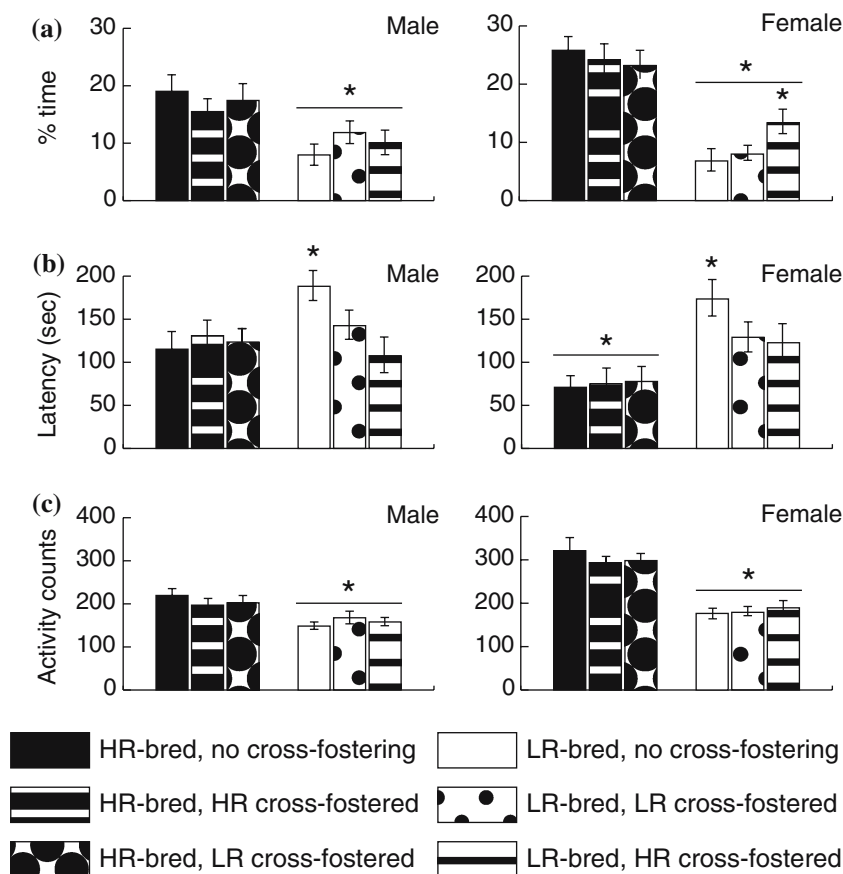 (a)
Male
Female
% time
30
20
10
0
30
20
10
0
*
*
*
(b)
Male
Female
Latency (sec)
200
150
100
50
0
200
150
100
50
0
*
*
*
(c)
Male
Female
Activity counts
400
300
200
100
0
400
300
200
100
0
*
*
HR-bred, no cross-fostering
LR-bred, no cross-fostering
HR-bred, HR cross-fostered
LR-bred, LR cross-fostered
HR-bred, LR cross-fostered
LR-bred, HR cross-fostered